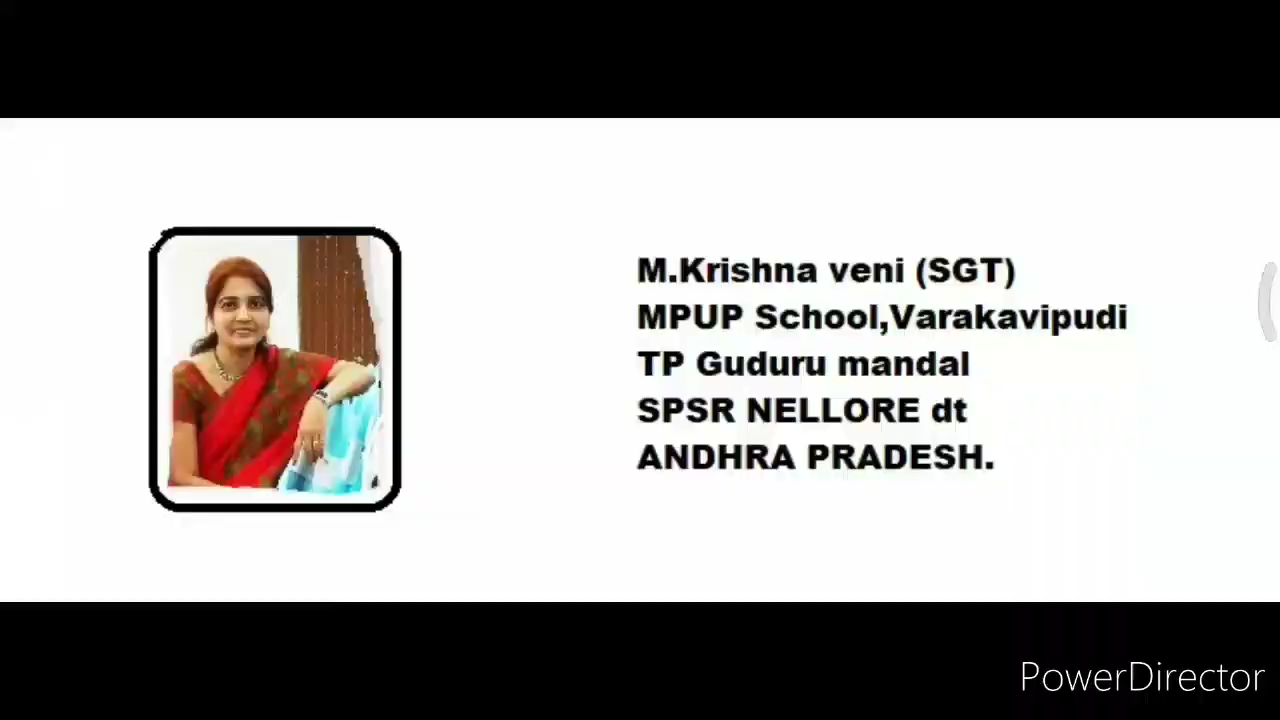 M.Krishna veni (SGT)
MPUP School,Varakavipudi
TP Guduru mandal
SPSR NELLORE dt
ANDHRA PRADESH.
PowerDirector